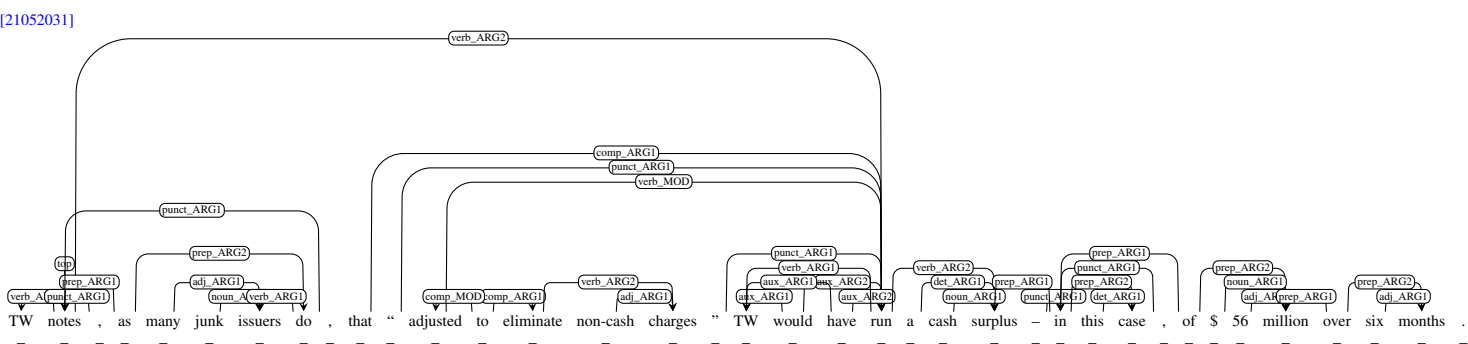 [21052031]
verb_ARG2
comp_ARG1
punct_ARG1
verb_MOD
punct_ARG1
prep_ARG2 punct_ARG1 prep_ARG1
top verb_ARG1 verb_ARG2 punct_ARG1 prep_ARG2
prep_ARG1 adj_ARG1 verb_ARG2 aux_ARG1 aux_ARG2 det_ARG1 prep_ARG1 prep_ARG2 noun_ARG1 prep_ARG2
punct_ARG1 verb_ARG1 comp_MOD comp_ARG1 adj_ARG1 aux_ARG1 aux_ARG2 noun_ARG1 punct_ARG1 det_ARG1 prep_ARG1 adj_ARG1
TW notes , as many junk issuers do , that “ adjusted to eliminate non-cash charges ” TW would have run a cash surplus – in this case , of $ 56 million over six months .
_ _ _ _ _ _ _ _ _ _ _ _ _ _ _ _ _ _ _ _ _ _ _ _ _ _ _ _ _ _ _ _ _ _ _ _ _ _